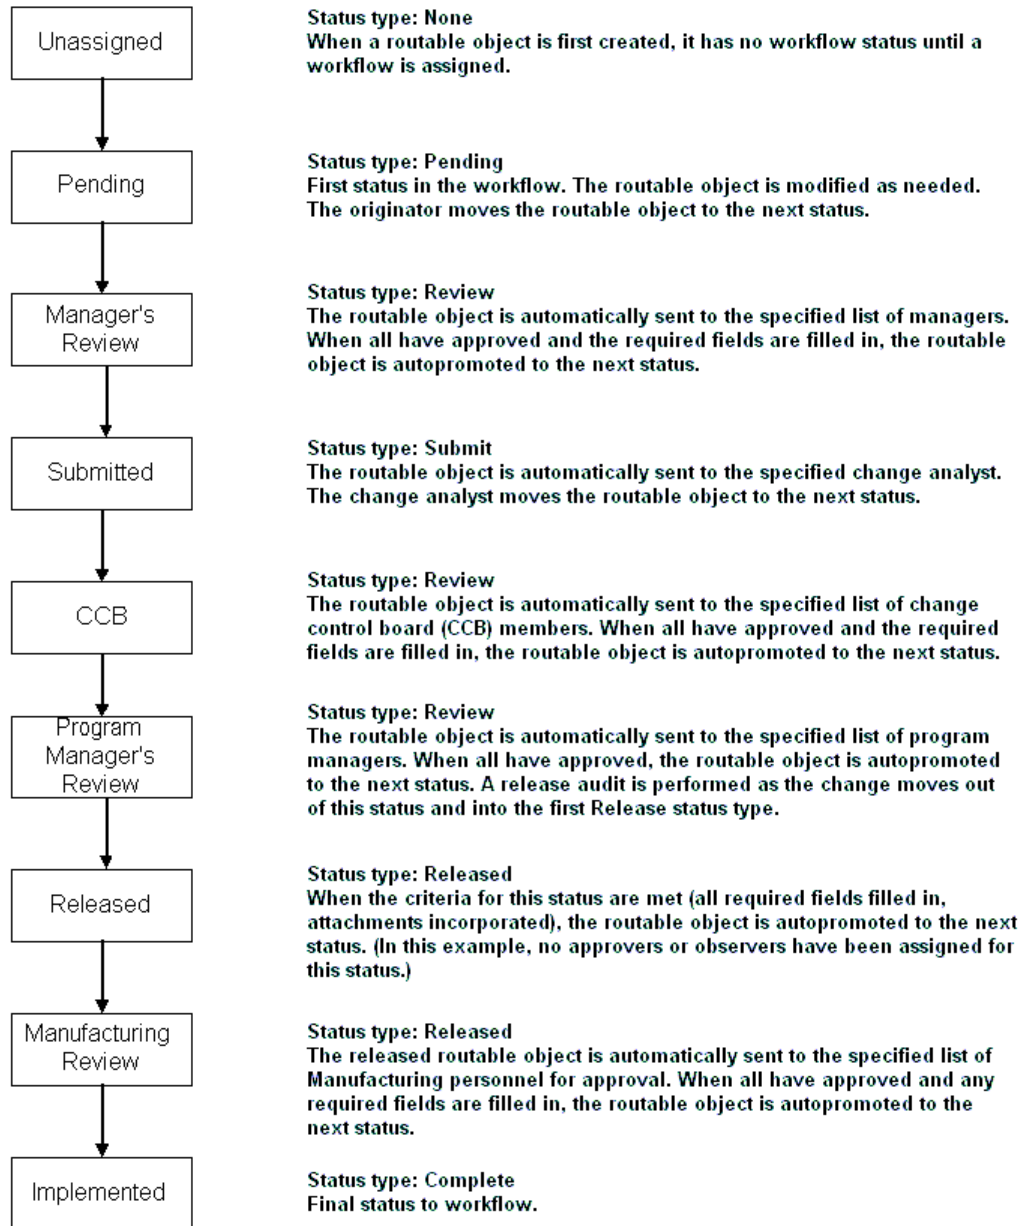 Unassigned
Status type: None
When a routable object is first created, it has no workflow status until a
workflow is assigned.
Pending
Status type: Pending
First status in the workflow. The routable object is modified as needed.
The originator moves the routable object to the next status.
Manager's
Review
Status type: Review
The routable object is automatically sent to the specified list of managers.
When all have approved and the required fields are filled in, the routable
object is autopromoted to the next status.
Submitted
Status type: Submit
The routable object is automatically sent to the specified change analyst.
The change analyst moves the routable object to the next status.
CCB
Status type: Review
The routable object is automatically sent to the specified list of change
control board (CCB) members. When all have approved and the required
fields are filled in, the routable object is autopromoted to the next status.
Program
Manager's
Review
Status type: Review
The routable object is automatically sent to the specified list of program
managers. When all have approved, the routable object is autopromoted
to the next status. A release audit is performed as the change moves out
of this status and into the first Release status type.
Released
Status type: Released
When the criteria for this status are met (all required fields filled in,
attachments incorporated), the routable object is autopromoted to the next
status. (In this example, no approvers or observers have been assigned for
this status.)
Manufacturing
Review
Status type: Released
The released routable object is automatically sent to the specified list of
Manufacturing personnel for approval. When all have approved and any
required fields are filled in, the routable object is autopromoted to the
next status.
Implemented
Status type: Complete
Final status to workflow.